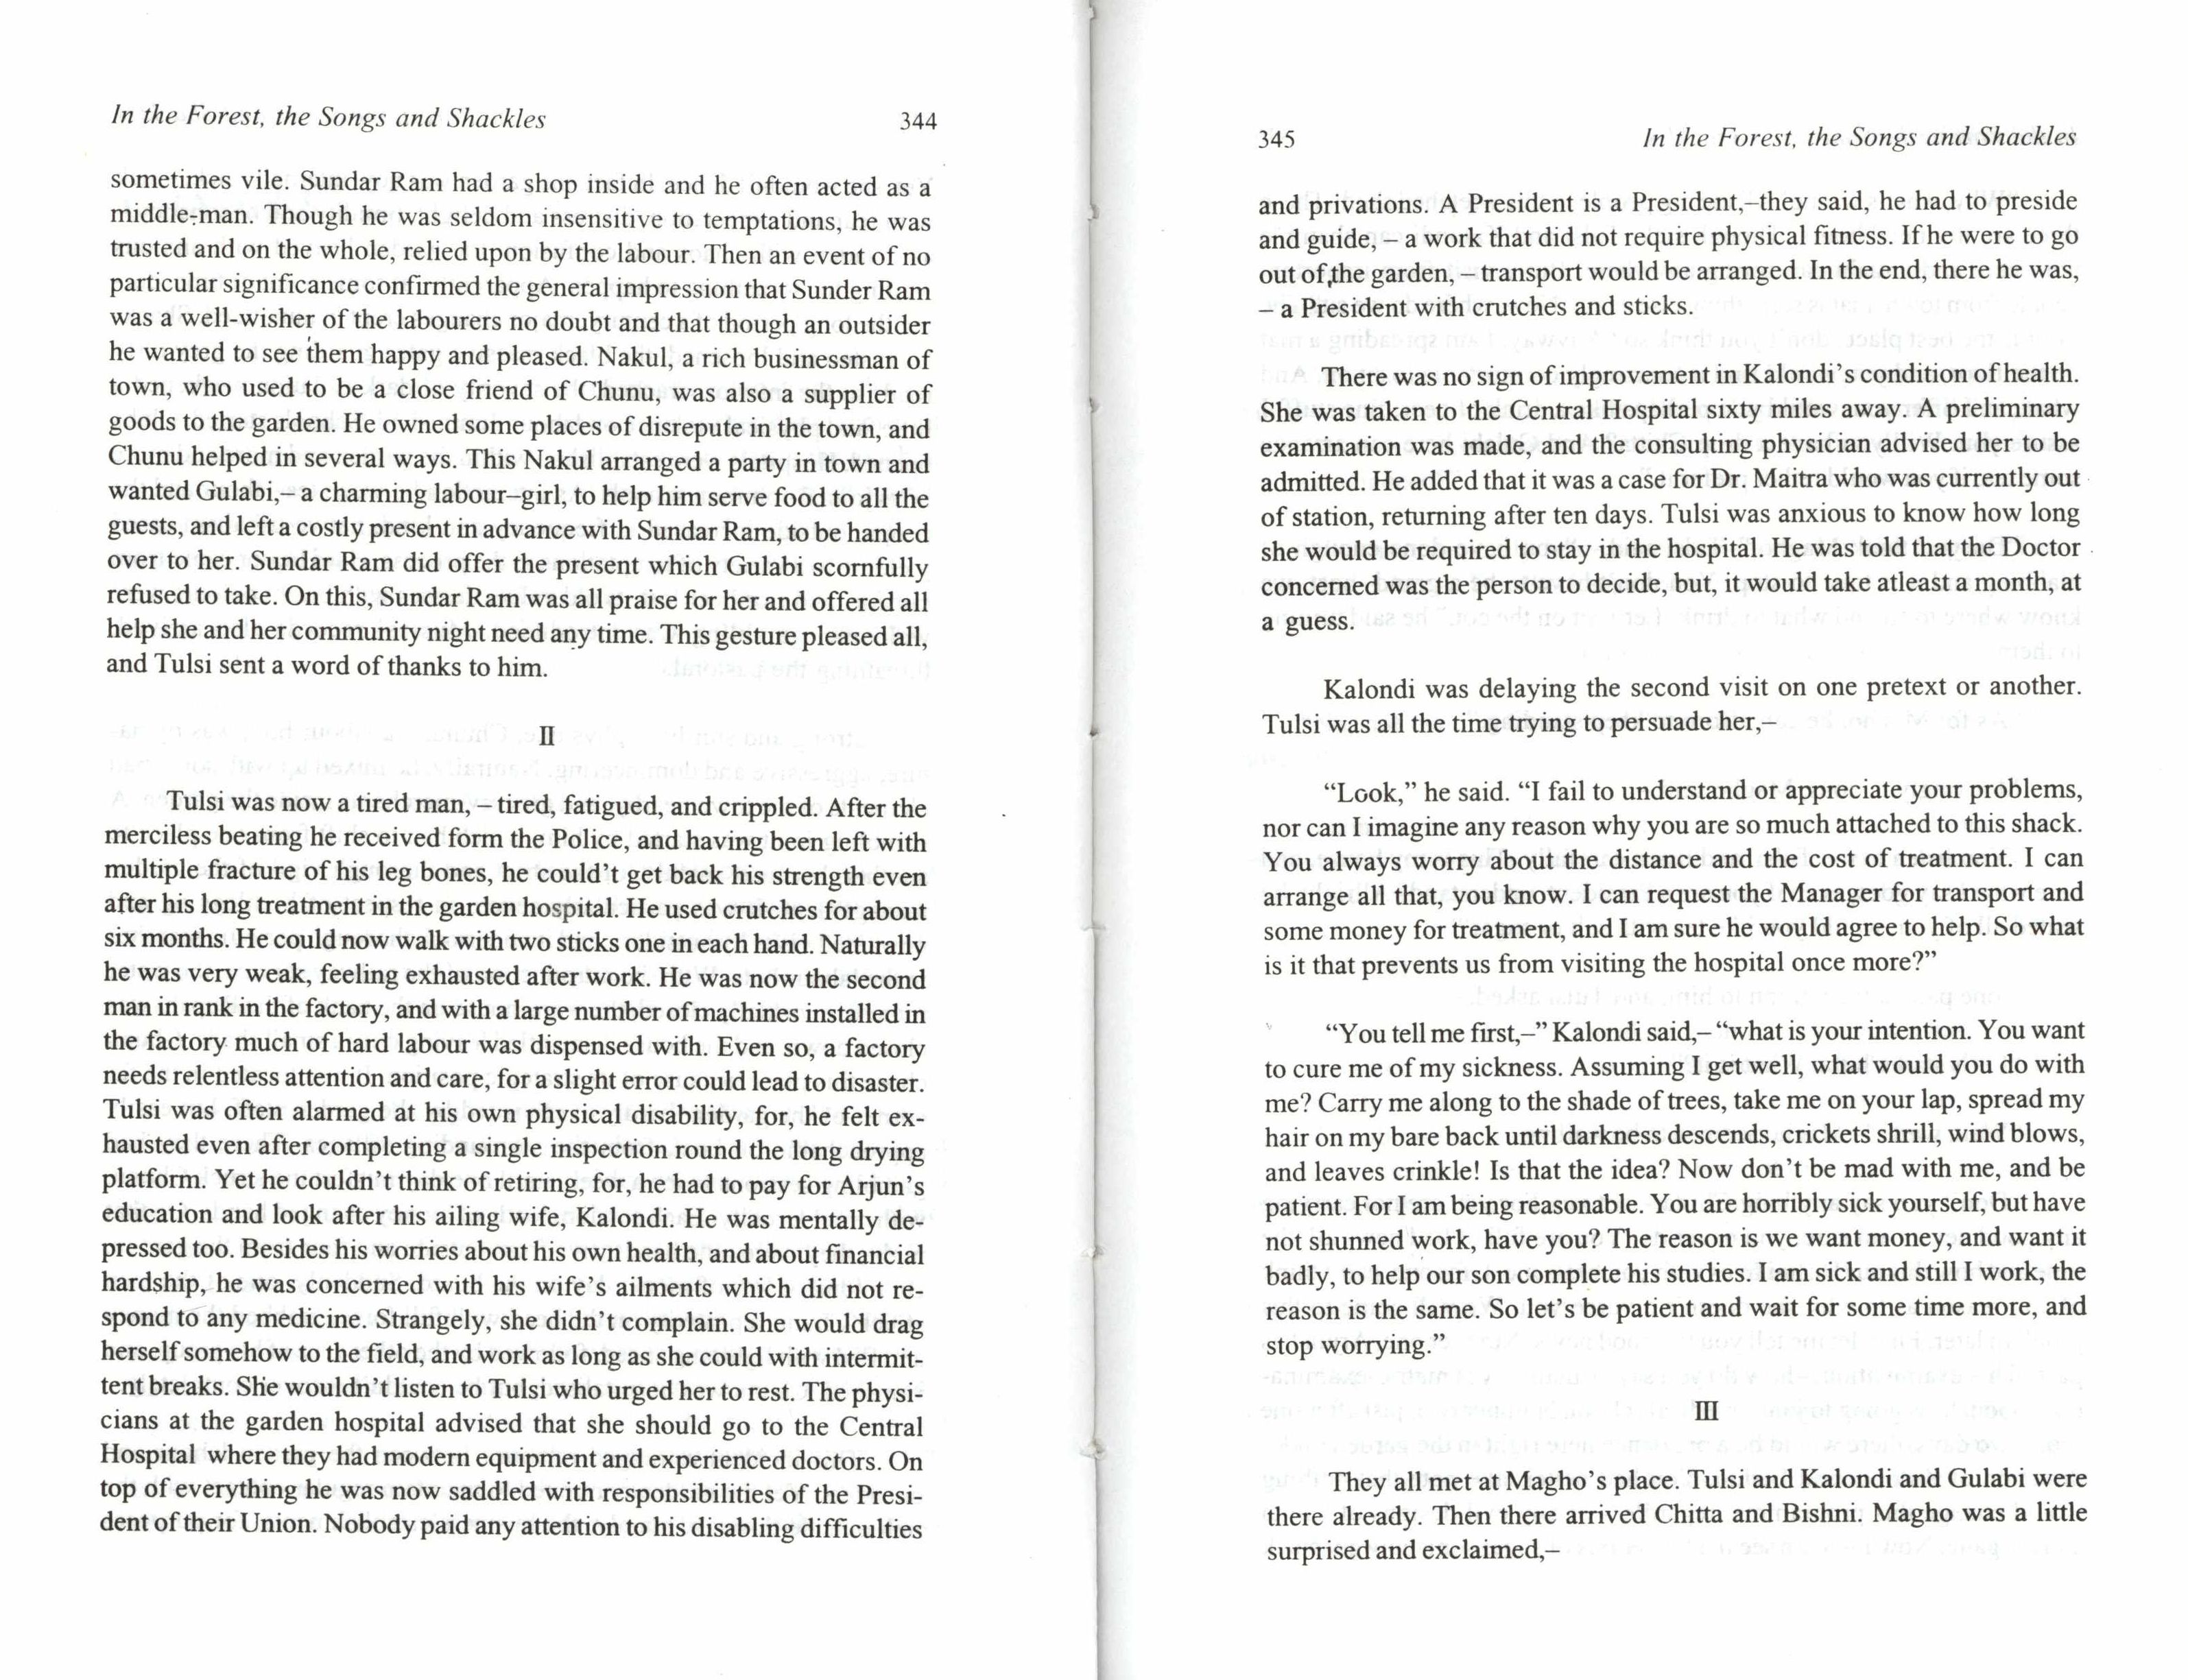 In the Forest, the Songs and Shackles 344
sometimes vile. Sundar Ram had a shop inside and he often acted as a
middle-man. Though he was seldom insensitive to temptations, he was
trusted and on the whole, relied upon by the labour. Then an event of no
particular significance confirmed the general impression that Sunder Ram
was a well-wisher of the labourers no doubt and that though an outsider
he wanted to see them happy and pleased. Nakul, a rich businessman of
town, who used to be a close friend of Chunu, was also a supplier of
goods to the garden. He owned some places of disrepute in the town, and
Chunu helped in several ways. This Nakul arranged a party in town and
wanted Gulabi,– a charming labour–girl, to help him serve food to all the
guests, and left a costly present in advance with Sundar Ram, to be handed
over to her. Sundar Ram did offer the present which Gulabi scornfully
refused to take. On this, Sundar Ram was all praise for her and offered all
help she and her community night need any time. This gesture pleased all,
and Tulsi sent a word of thanks to him.
II
Tulsi was now a tired man, – tired, fatigued, and crippled. After the
merciless beating he received form the Police, and having been left with
multiple fracture of his leg bones, he could't get back his strength even
after his long treatment in the garden hospital. He used crutches for about
six months. He could now walk with two sticks one in each hand. Naturally
he was very weak, feeling exhausted after work. He was now the second
man in rank in the factory, and with a large number of machines installed in
the factory much of hard labour was dispensed with. Even so, a factory
needs relentless attention and care, for a slight error could lead to disaster.
Tulsi was often alarmed at his own physical disability, for, he felt ex-
hausted even after completing a single inspection round the long drying
platform. Yet he couldn't think of retiring, for, he had to pay for Arjun's
education and look after his ailing wife, Kalondi. He was mentally de-
pressed too. Besides his worries about his own health, and about financial
hardship, he was concerned with his wife's ailments which did not re-
spond to any medicine. Strangely, she didn't complain. She would drag
herself somehow to the field, and work as long as she could with intermit-
tent breaks. She wouldn't listen to Tulsi who urged her to rest. The physi-
cians at the garden hospital advised that she should go to the Central
Hospital where they had modern equipment and experienced doctors. On
top of everything he was now saddled with responsibilities of the Presi-
dent of their Union. Nobody paid any attention to his disabling difficulties
345 In the Forest, the Songs and Shackles
and privations. A President is a President,–they said, he had to preside
and guide, – a work that did not require physical fitness. If he were to go
out of the garden, – transport would be arranged. In the end, there he was,
– a President with crutches and sticks.
There was no sign of improvement in Kalondi's condition of health.
She was taken to the Central Hospital sixty miles away. A preliminary
examination was made, and the consulting physician advised her to be
admitted. He added that it was a case for Dr. Maitra who was currently out
of station, returning after ten days. Tulsi was anxious to know how long
she would be required to stay in the hospital. He was told that the Doctor
concerned was the person to decide, but, it would take atleast a month, at
a guess.
Kalondi was delaying the second visit on one pretext or another.
Tulsi was all the time trying to persuade her,–
“Look,” he said. “I fail to understand or appreciate your problems,
nor can I imagine any reason why you are so much attached to this shack.
You always worry about the distance and the cost of treatment. I can
arrange all that, you know. I can request the Manager for transport and
some money for treatment, and I am sure he would agree to help. So what
is it that prevents us from visiting the hospital once more?”
“You tell me first,–” Kalondi said,– “what is your intention. You want
to cure me of my sickness. Assuming I get well, what would you do with
me? Carry me along to the shade of trees, take me on your lap, spread my
hair on my bare back until darkness descends, crickets shrill, wind blows,
and leaves crinkle! Is that the idea? Now don't be mad with me, and be
patient. For I am being reasonable. You are horribly sick yourself, but have
not shunned work, have you? The reason is we want money, and want it
badly, to help our son complete his studies. I am sick and still I work, the
reason is the same. So let's be patient and wait for some time more, and
stop worrying.”
III
They all met at Magho's place. Tulsi and Kalondi and Gulabi were
there already. Then there arrived Chitta and Bishni. Magho was a little
surprised and exclaimed,–